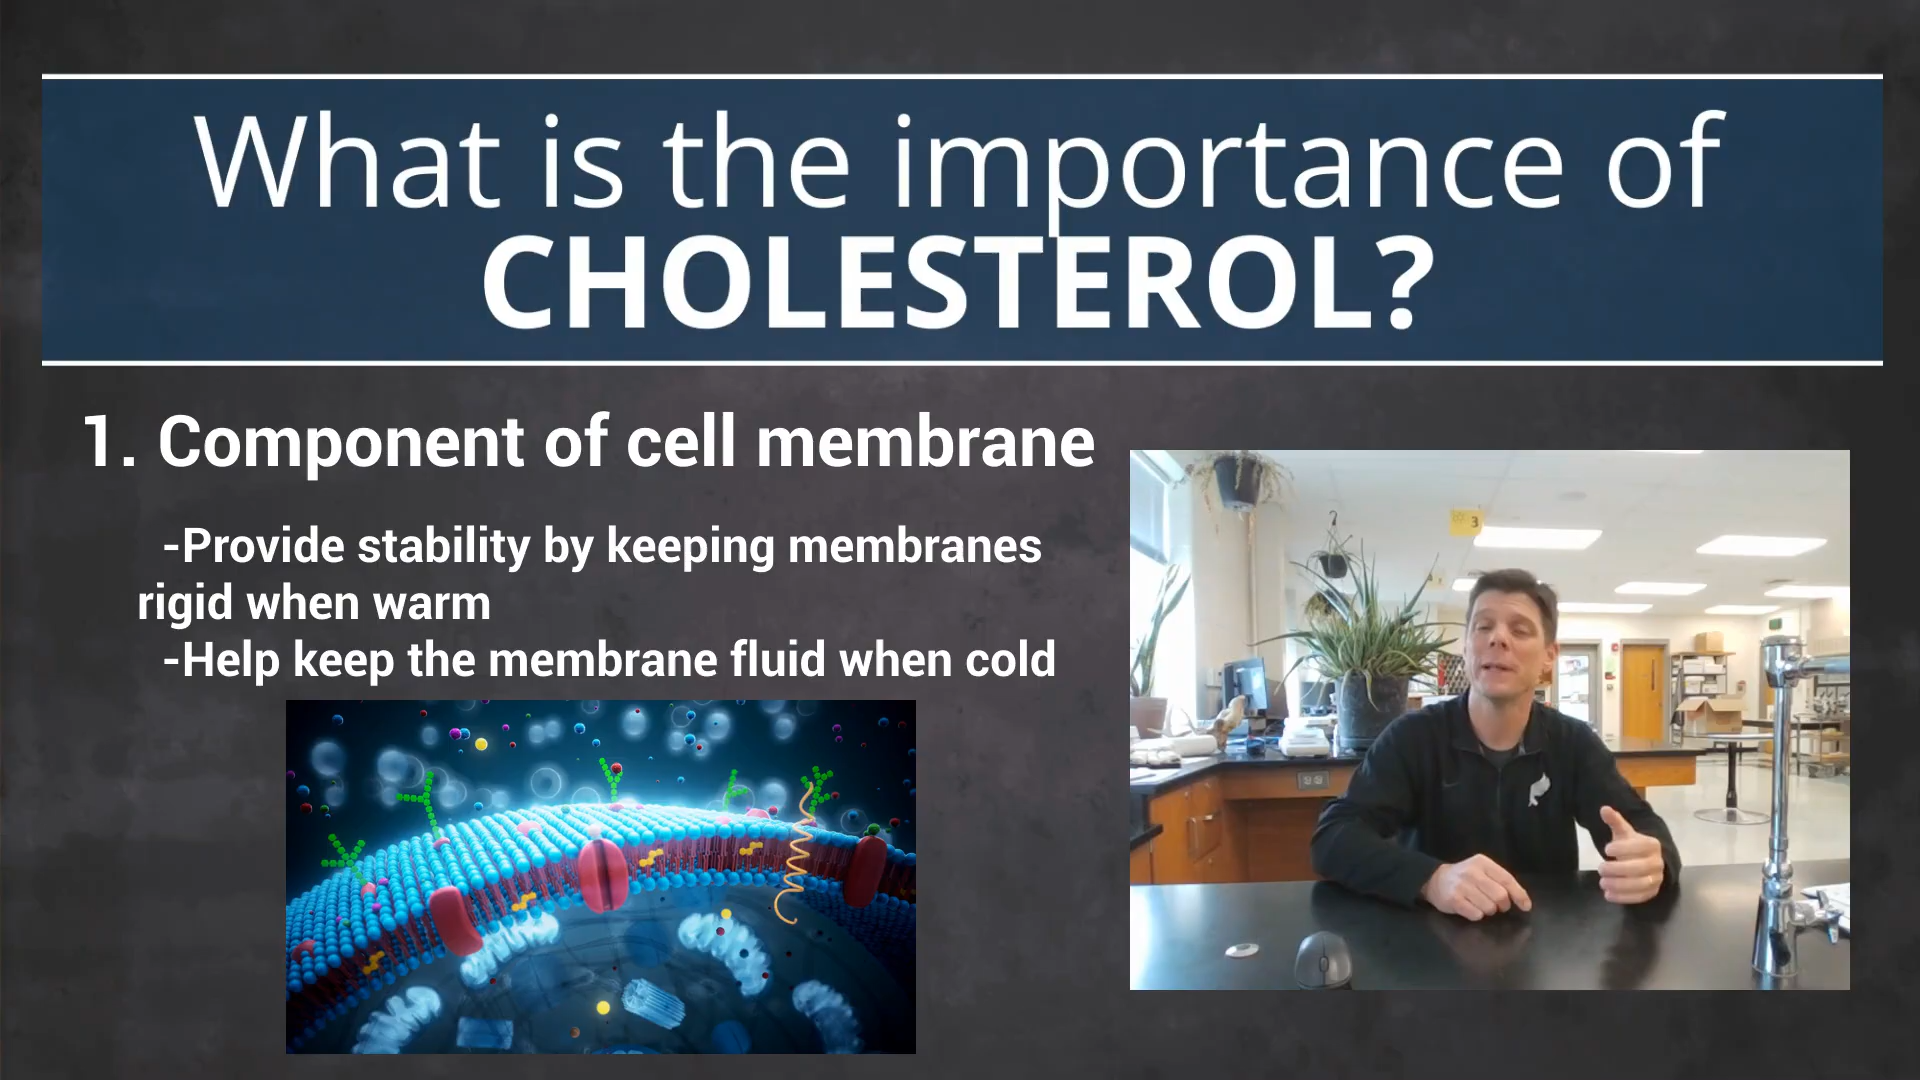 What is the importance of
CHOLESTEROL?
1. Component of cell membrane
-Provide stability by keeping membranes
rigid when warm
-Help keep the membrane fluid when cold
3